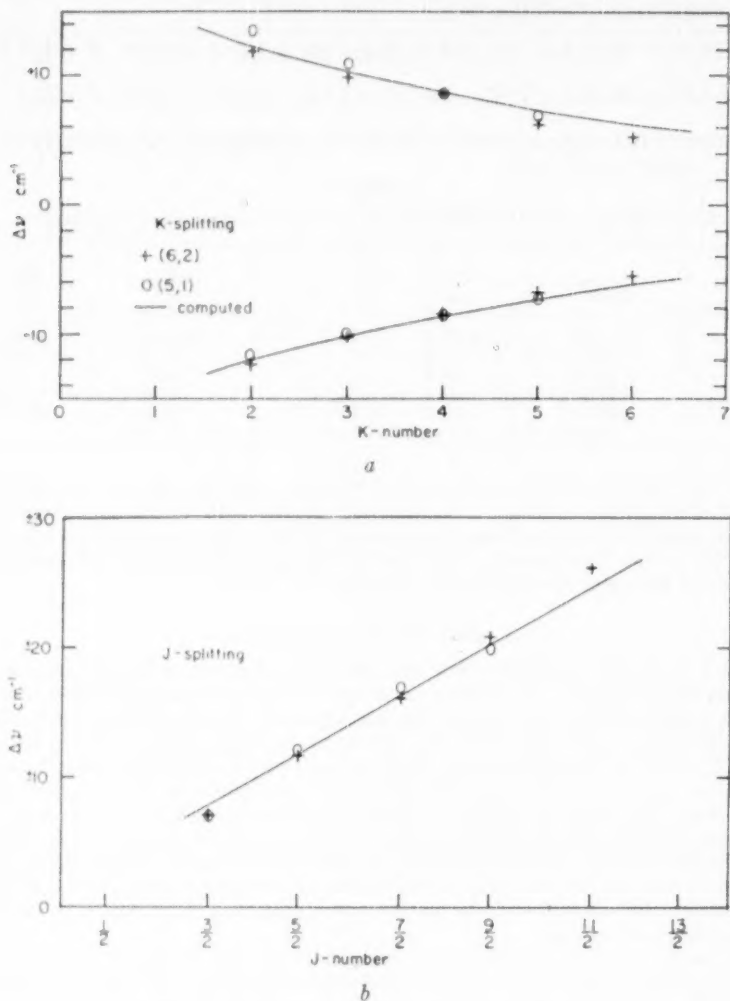 +10
0
-10
Δν cm⁻¹
K-splitting
+ (6,2)
O (5,1)
— computed
0 1 2 3 4 5 6 7
K-number
a
±30
±20
±10
0
Δν cm⁻¹
J-splitting
1/2 3/2 5/2 7/2 9/2 11/2 13/2
J-number
b